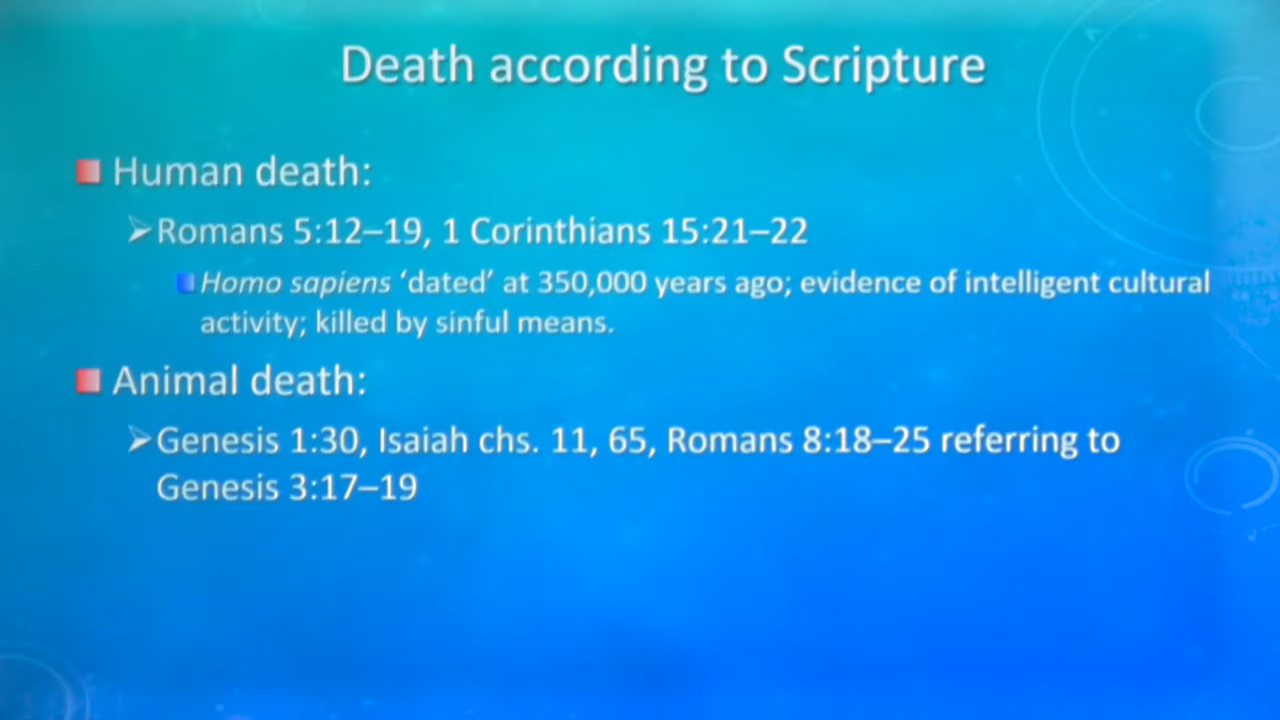 Death according to Scripture
Human death:
Romans 5:12–19, 1 Corinthians 15:21–22
Homo sapiens ‘dated’ at 350,000 years ago; evidence of intelligent cultural
activity; killed by sinful means.
Animal death:
Genesis 1:30, Isaiah chs. 11, 65, Romans 8:18–25 referring to
Genesis 3:17–19